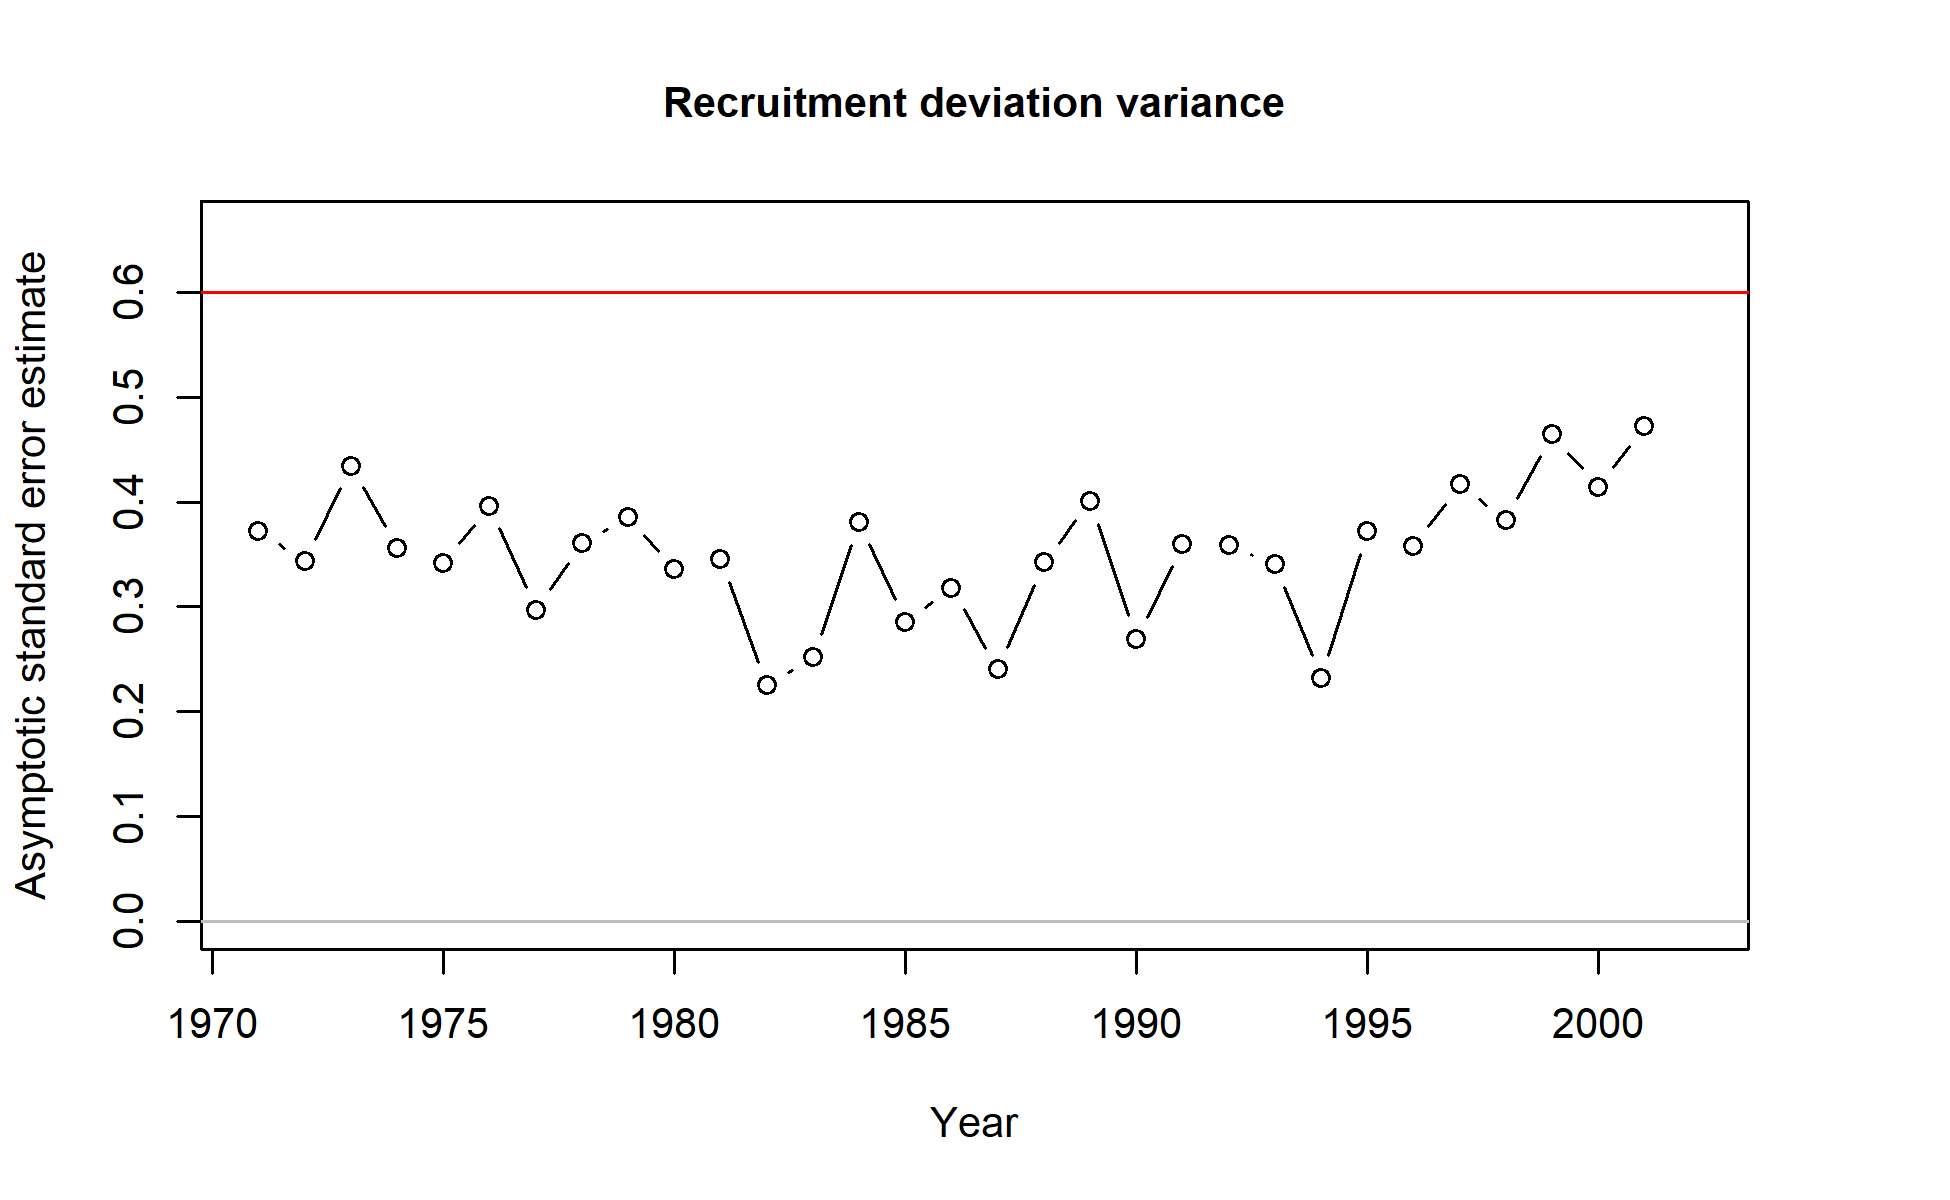 Recruitment deviation variance
Asymptotic standard error estimate
0.6
0.5
0.4
0.3
0.2
0.1
0.0
1970 1975 1980 1985 1990 1995 2000
Year